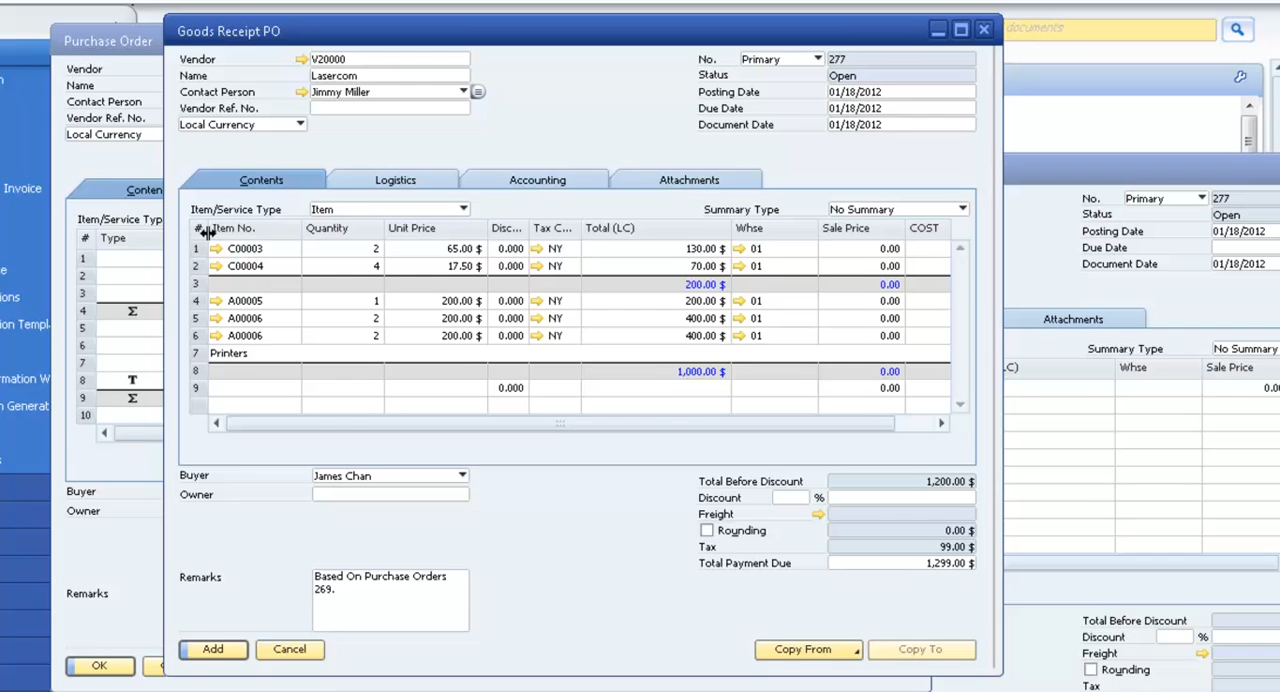 documents
Purchase Order
Goods Receipt PO
Vendor
Name
Contact Person
Vendor Ref. No.
Local Currency
Invoice
e
ions
ion Templ
mation W
n Generat
s
Conten
Item/Service Typ
# Type
1
2
3
4 Σ
5
6
7
8 T
9 Σ
10
Buyer
Owner
Remarks
OK
Vendor V20000
Name Lasercom
Contact Person Jimmy Miller
Vendor Ref. No.
Local Currency
No. Primary 277
Status Open
Posting Date 01/18/2012
Due Date 01/18/2012
Document Date 01/18/2012
Contents Logistics Accounting Attachments
Item/Service Type Item Summary Type No Summary
# Item No. Quantity Unit Price Disc... Tax C... Total (LC) Whse Sale Price COST
1 C00003 2 65.00 $ 0.000 NY 130.00 $ 01 0.00
2 C00004 4 17.50 $ 0.000 NY 70.00 $ 01 0.00
3 200.00 $ 0.00
4 A00005 1 200.00 $ 0.000 NY 200.00 $ 01 0.00
5 A00006 2 200.00 $ 0.000 NY 400.00 $ 01 0.00
6 A00006 2 200.00 $ 0.000 NY 400.00 $ 01 0.00
7 Printers
8 1,000.00 $ 0.00
9 0.000 0.00
Buyer James Chan
Owner
Remarks Based On Purchase Orders
269.
Total Before Discount 1,200.00 $
Discount %
Freight
Rounding 0.00 $
Tax 99.00 $
Total Payment Due 1,299.00 $
Add Cancel Copy From Copy To
No. Primary 277
Status Open
Posting Date 01/18/2012
Due Date
Document Date 01/18/2012
Attachments
Summary Type No Summary
C) Whse Sale Price
0.0
Total Before Discount
Discount %
Freight
Rounding
Tax